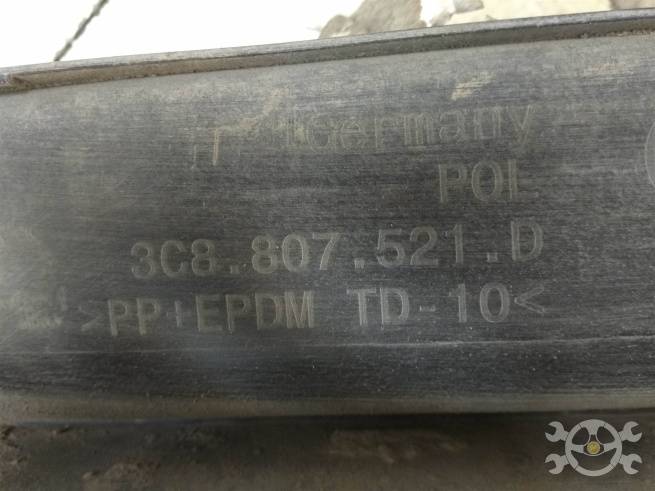 Germany
POL
3C8.807.521.D
>PP+EPDM TD-10<